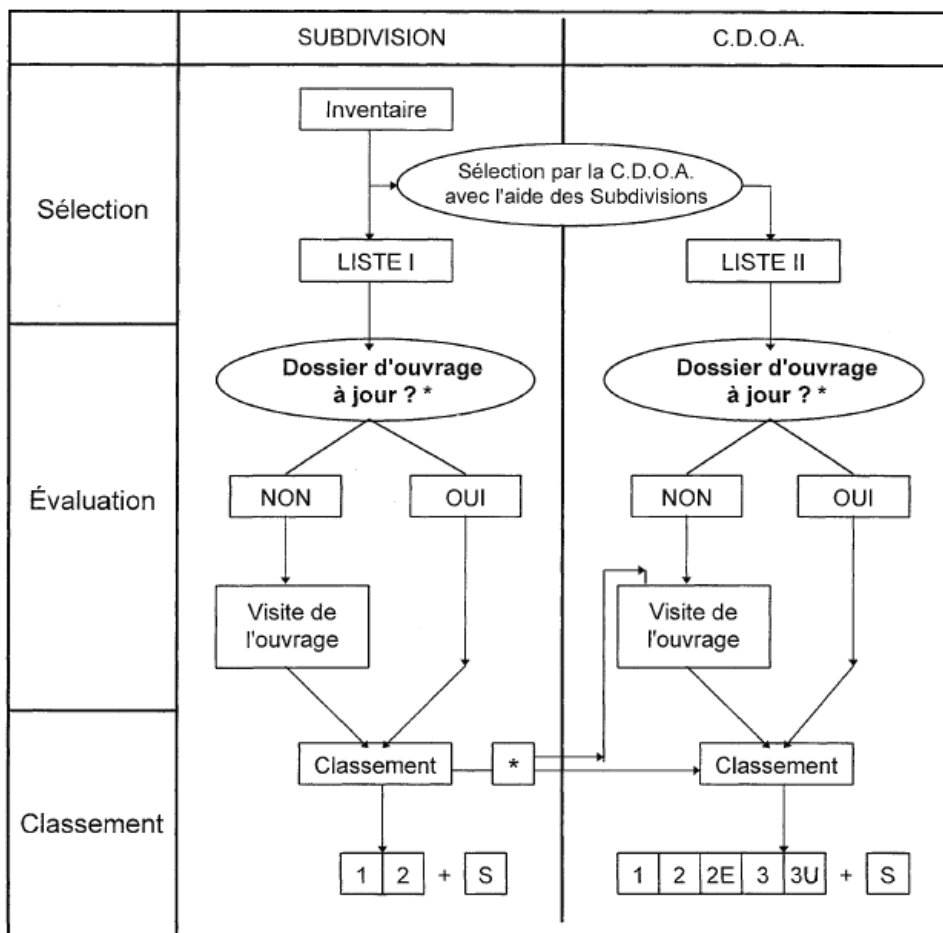 SUBDIVISION
C.D.O.A.
Sélection
Inventaire
Sélection par la C.D.O.A.
avec l'aide des Subdivisions
LISTE I
LISTE II
Évaluation
Dossier d'ouvrage
à jour ? *
Dossier d'ouvrage
à jour ? *
NON
OUI
NON
OUI
Visite de
l'ouvrage
Visite de
l'ouvrage
Classement
Classement
*
Classement
1 2 + S
1 2 2E 3 3U + S